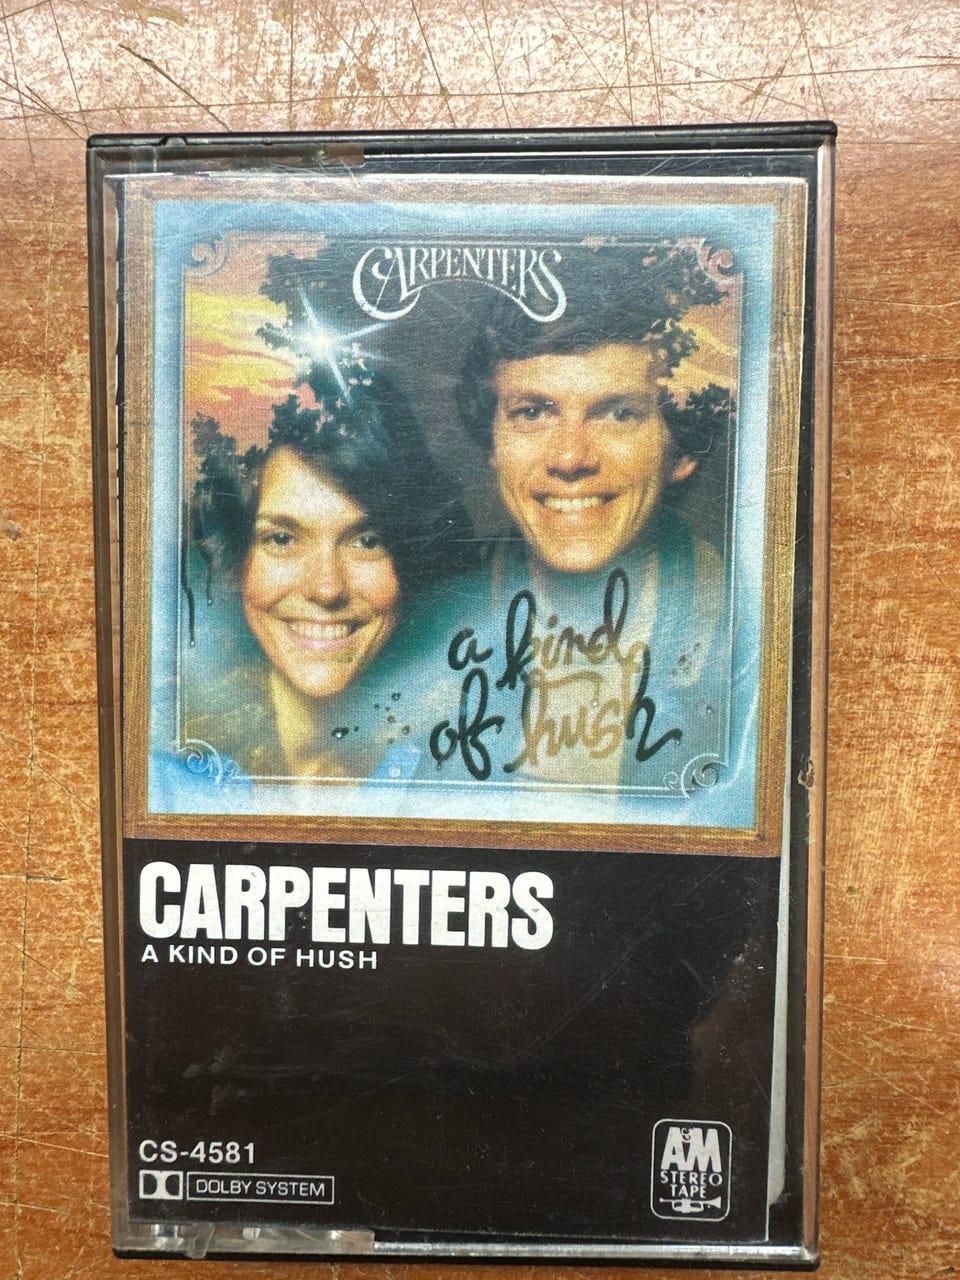 CARPENTERS
a kind
of hush
CARPENTERS
A KIND OF HUSH
CS-4581
DOLBY SYSTEM
A&M
STEREO
TAPE